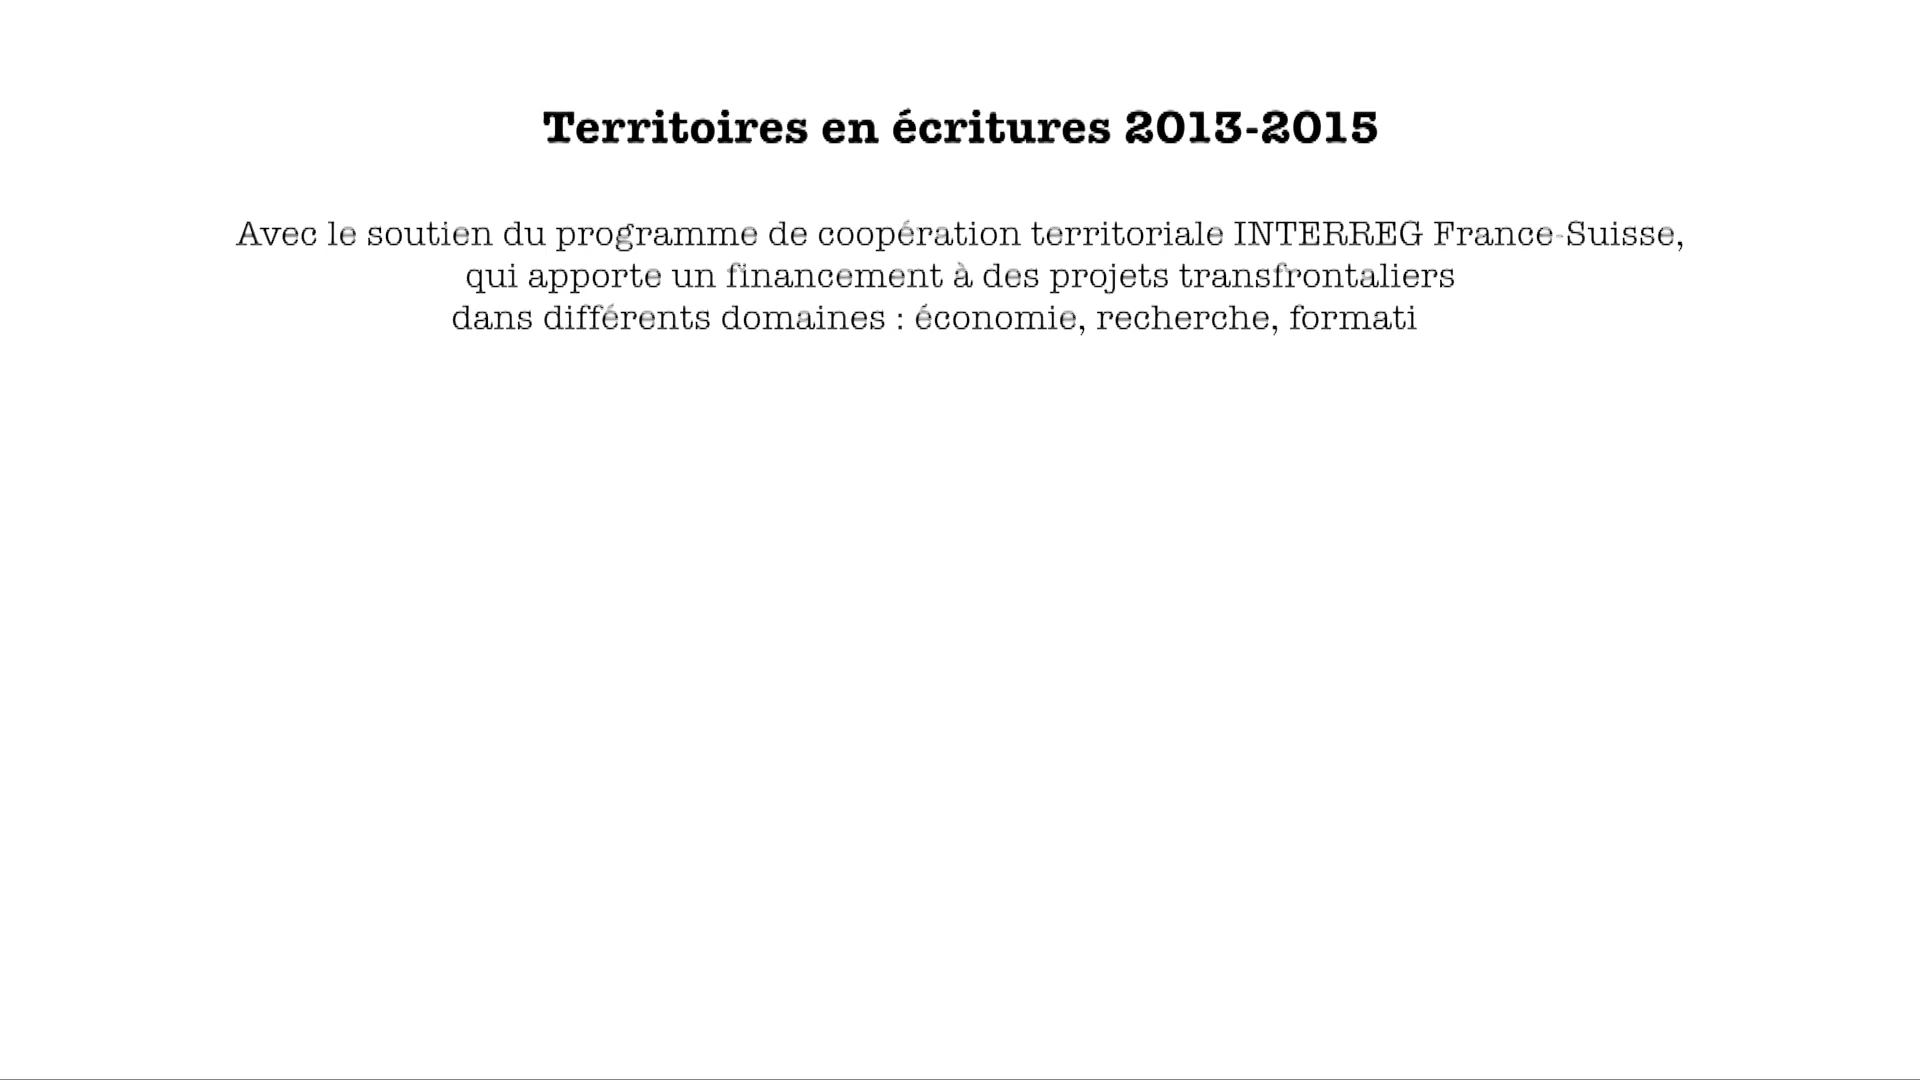 Territoires en écritures 2013-2015
Avec le soutien du programme de coopération territoriale INTERREG France-Suisse,
qui apporte un financement à des projets transfrontaliers
dans différents domaines : économie, recherche, formati